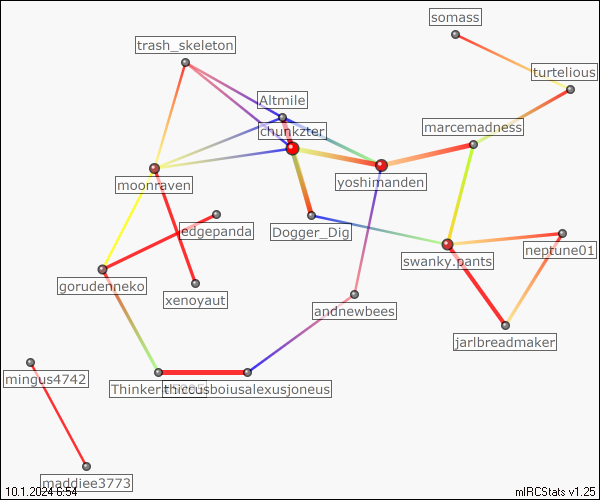 somass
trash_skeleton
turtelious
Altmile
marcemadness
chunkzter
yoshimanden
moonraven
edgepanda
Dogger_Dig
neptune01
swanky.pants
gorudenneko
xenoyaut
andnewbees
jarlbreadmaker
mingus4742
thiccusboiusalexusjoneus
maddiee3773
10.1.2024 6:54
mIRCStats v1.25